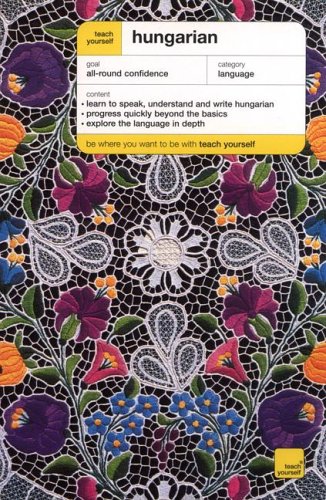 teach yourself
hungarian
goal
all-round confidence
category
language
content
• learn to speak, understand and write hungarian
• progress quickly beyond the basics
• explore the language in depth
be where you want to be with teach yourself
teach yourself